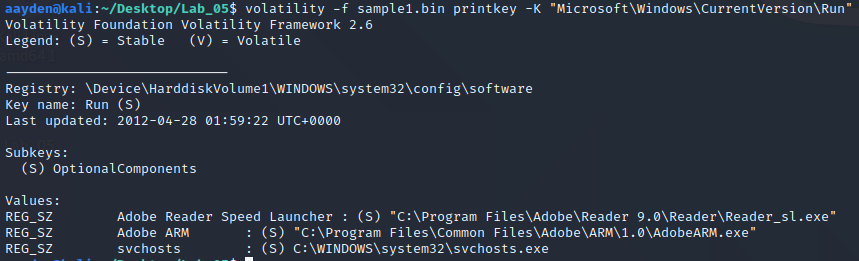 aayden@kali:~/Desktop/Lab_05$ volatility -f sample1.bin printkey -K "Microsoft\Windows\CurrentVersion\Run"
Volatility Foundation Volatility Framework 2.6
Legend: (S) = Stable   (V) = Volatile
----------------------------
Registry: \Device\HarddiskVolume1\WINDOWS\system32\config\software
Key name: Run (S)
Last updated: 2012-04-28 01:59:22 UTC+0000
Subkeys:
  (S) OptionalComponents
Values:
REG_SZ        Adobe Reader Speed Launcher : (S) "C:\Program Files\Adobe\Reader 9.0\Reader\Reader_sl.exe"
REG_SZ        Adobe ARM       : (S) "C:\Program Files\Common Files\Adobe\ARM\1.0\AdobeARM.exe"
REG_SZ        svchosts        : (S) C:\WINDOWS\system32\svchosts.exe